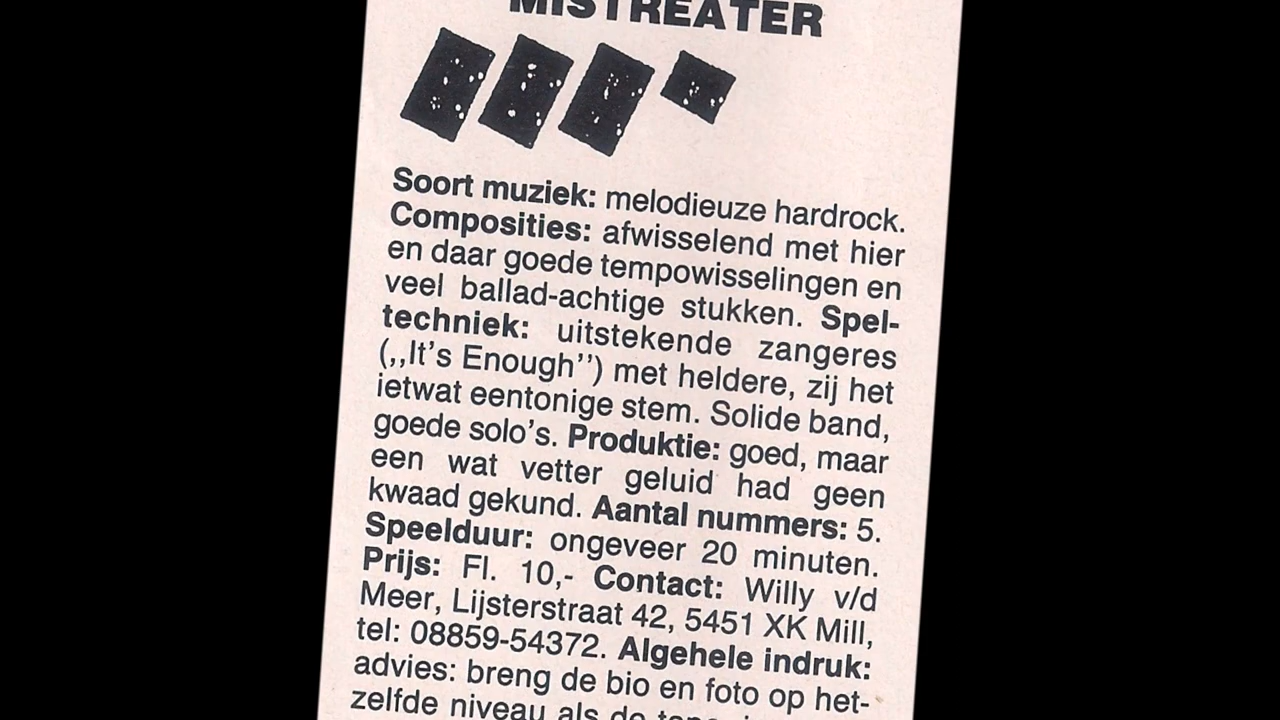 MISTREATER
Soort muziek: melodieuze hardrock.
Composities: afwisselend met hier
en daar goede tempowisselingen en
veel ballad-achtige stukken. Spel-
techniek: uitstekende zangeres
(,,It's Enough'') met heldere, zij het
ietwat eentonige stem. Solide band,
goede solo's. Produktie: goed, maar
een wat vetter geluid had geen
kwaad gekund. Aantal nummers: 5.
Speelduur: ongeveer 20 minuten.
Prijs: Fl. 10,- Contact: Willy v/d
Meer, Lijsterstraat 42, 5451 XK Mill,
tel: 08859-54372. Algehele indruk:
advies: breng de bio en foto op het-
zelfde niveau als de